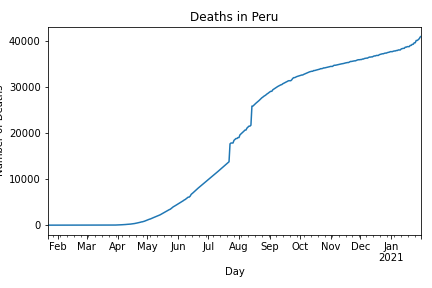 Deaths in Peru
Number of Deaths
40000
30000
20000
10000
0
Feb Mar Apr May Jun Jul Aug Sep Oct Nov Dec Jan
2021
Day